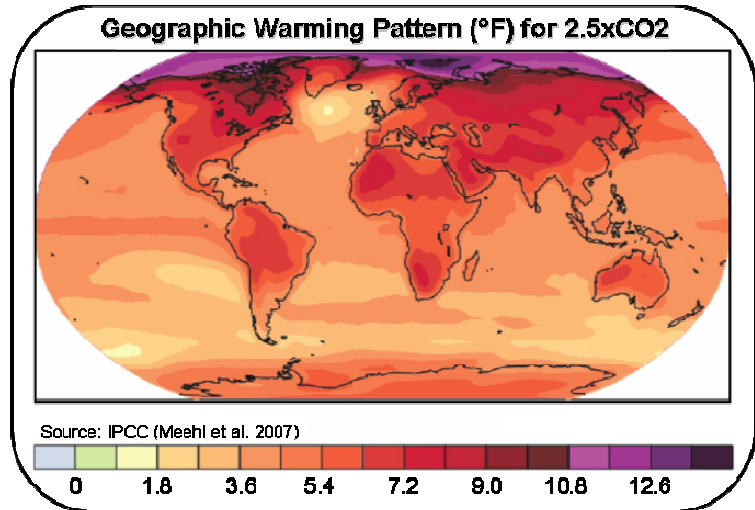 Geographic Warming Pattern (°F) for 2.5xCO2
Source: IPCC (Meehl et al. 2007)
0 1.8 3.6 5.4 7.2 9.0 10.8 12.6